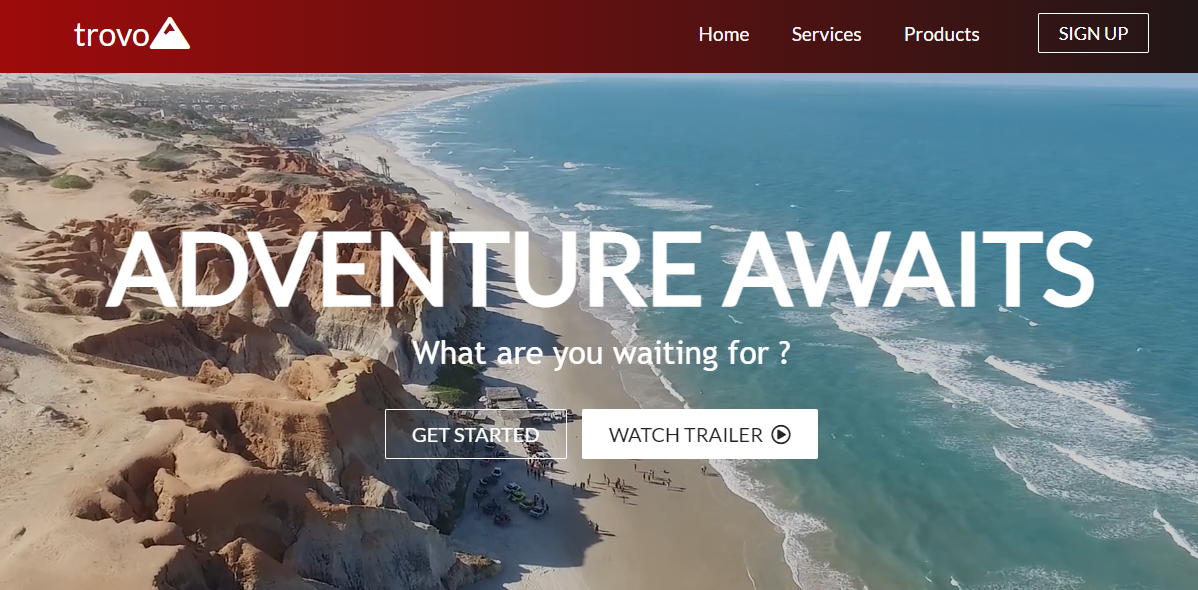 trovo
Home Services Products SIGN UP
ADVENTURE AWAITS
What are you waiting for ?
GET STARTED WATCH TRAILER